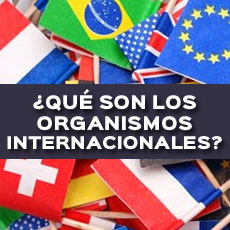 ¿QUÉ SON LOS
ORGANISMOS
INTERNACIONALES?